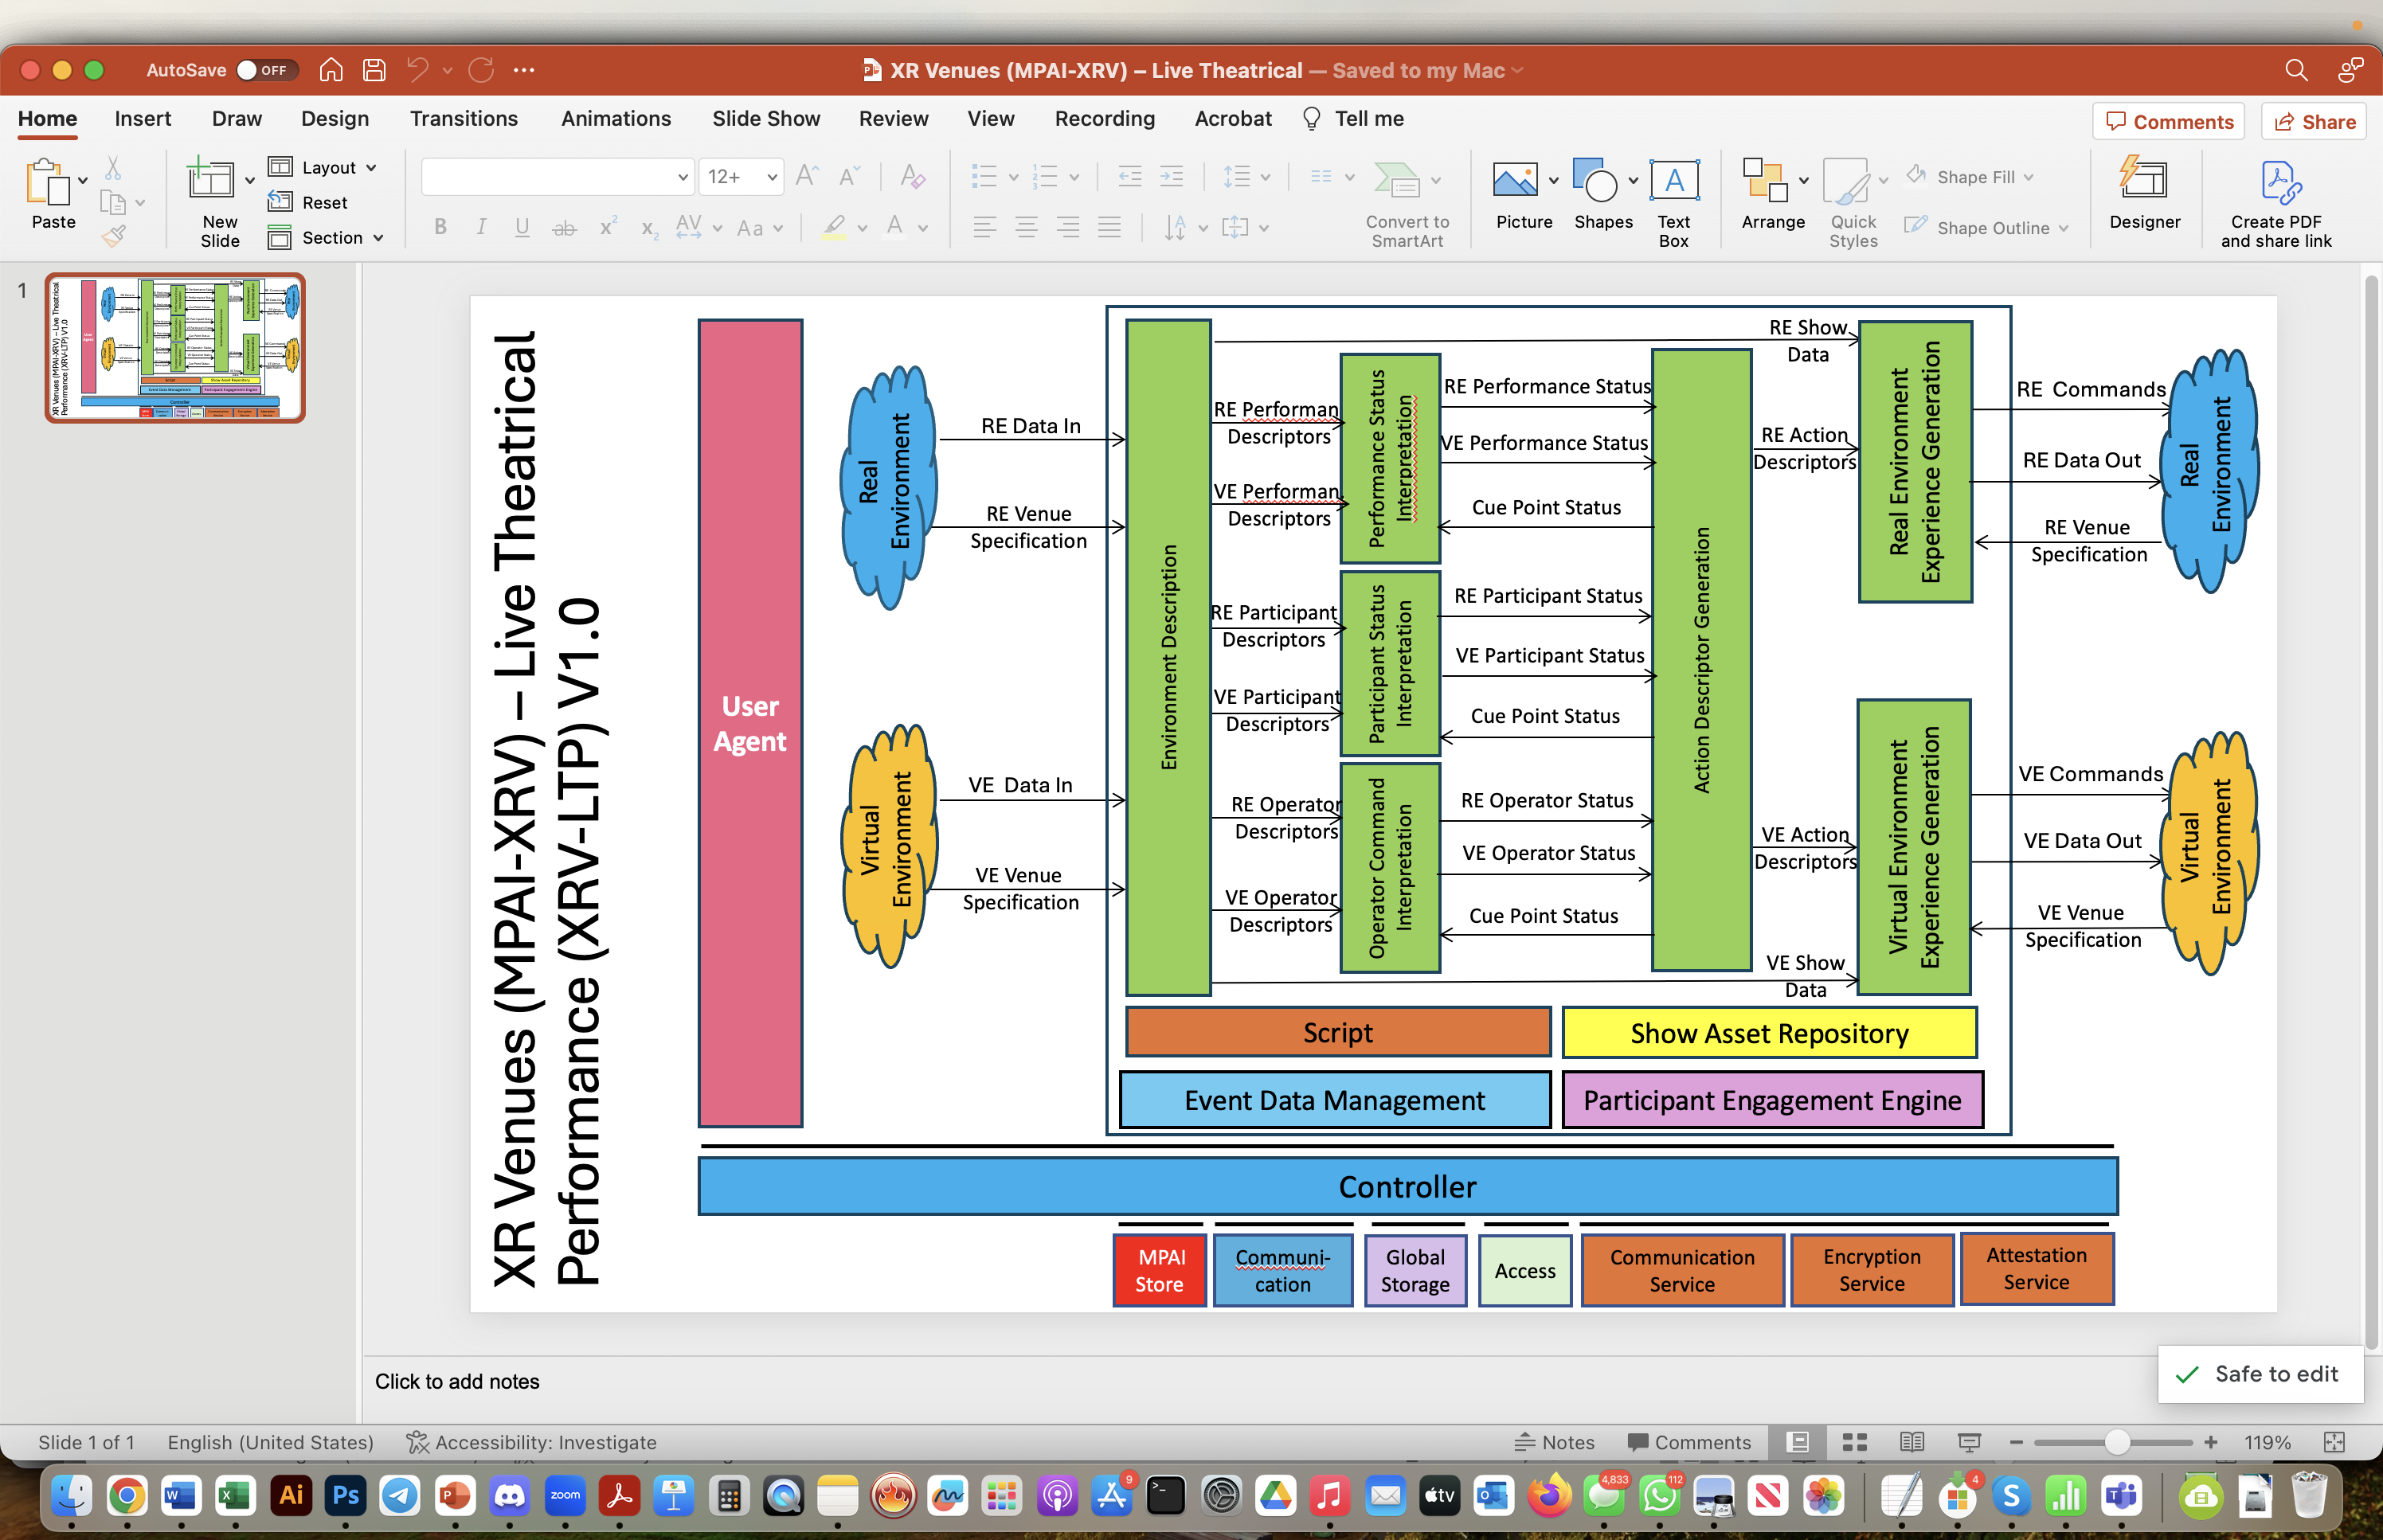 AutoSave OFF
XR Venues (MPAI-XRV) – Live Theatrical — Saved to my Mac
Home Insert Draw Design Transitions Animations Slide Show Review View Recording Acrobat Tell me
Comments Share
Paste
New
Slide
Layout
Reset
Section
12+
Convert to
SmartArt
Picture
Shapes
Text
Box
Arrange
Quick
Styles
Shape Fill
Shape Outline
Designer
Create PDF
and share link
1
XR Venues (MPAI-XRV) – Live Theatrical
Performance (XRV-LTP) V1.0
User
Agent
Real
Environment
Virtual
Environment
RE Data In
RE Venue
Specification
VE Data In
VE Venue
Specification
Environment Description
RE Performan
Descriptors
VE Performan
Descriptors
RE Participant
Descriptors
VE Participant
Descriptors
RE Operator
Descriptors
VE Operator
Descriptors
Performance Status
Interpretation
Participant Status
Interpretation
Operator Command
Interpretation
RE Performance Status
VE Performance Status
Cue Point Status
RE Participant Status
VE Participant Status
Cue Point Status
RE Operator Status
VE Operator Status
Cue Point Status
Action Descriptor Generation
RE Show
Data
RE Action
Descriptors
VE Action
Descriptors
VE Show
Data
Real Environment
Experience Generation
Virtual Environment
Experience Generation
RE Commands
RE Data Out
RE Venue
Specification
VE Commands
VE Data Out
VE Venue
Specification
Real
Environment
Virtual
Environment
Script
Show Asset Repository
Event Data Management
Participant Engagement Engine
Controller
MPAI
Store
Communi-
cation
Global
Storage
Access
Communication
Service
Encryption
Service
Attestation
Service
Click to add notes
Safe to edit
Slide 1 of 1 English (United States) Accessibility: Investigate Notes Comments 119%
Ai Ps zoom 9 tv 4,833 112 4